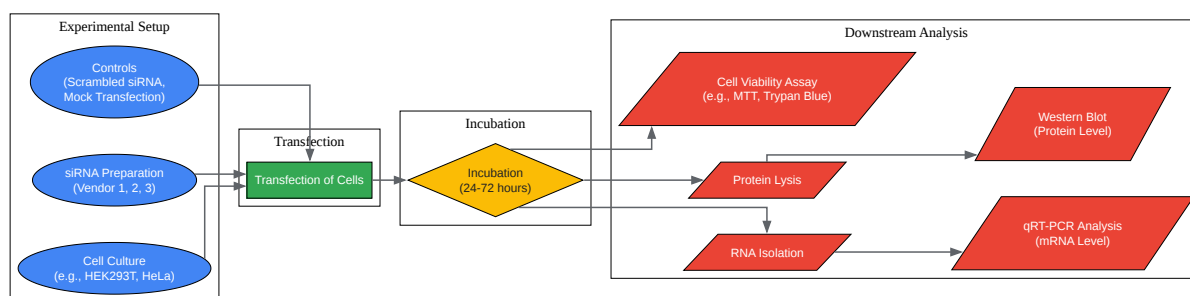 Experimental Setup
Controls
(Scrambled siRNA,
Mock Transfection)
siRNA Preparation
(Vendor 1, 2, 3)
Cell Culture
(e.g., HEK293T, HeLa)
Transfection
Transfection of Cells
Incubation
Incubation
(24-72 hours)
Downstream Analysis
Cell Viability Assay
(e.g., MTT, Trypan Blue)
Protein Lysis
RNA Isolation
Western Blot
(Protein Level)
qRT-PCR Analysis
(mRNA Level)